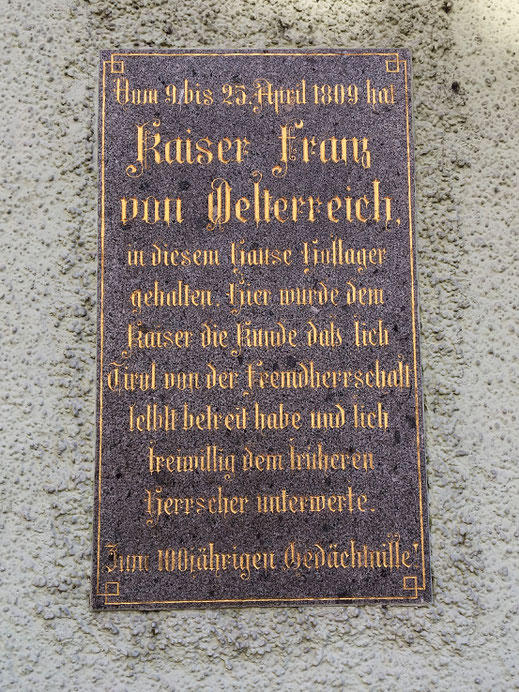 Vom 9. bis 25. April 1809 hat
Kaiser Franz
von Oesterreich,
in diesem Hause Hoflager
gehalten. Hier wurde dem
Kaiser die Kunde daß sich
Tirol von der Fremdherrschaft
selbst befreit habe und sich
freiwillig dem früheren
Herrscher unterwerfe.
Zum 100jährigen Gedächtniße!